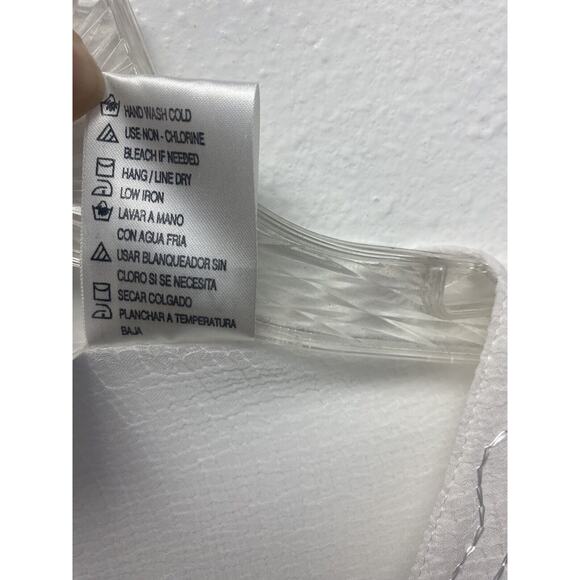 HAND WASH COLD
USE NON - CHLORINE
BLEACH IF NEEDED
HANG / LINE DRY
LOW IRON
LAVAR A MANO
CON AGUA FRIA
USAR BLANQUEADOR SIN
CLORO SI SE NECESITA
SECAR COLGADO
PLANCHAR A TEMPERATURA
BAJA